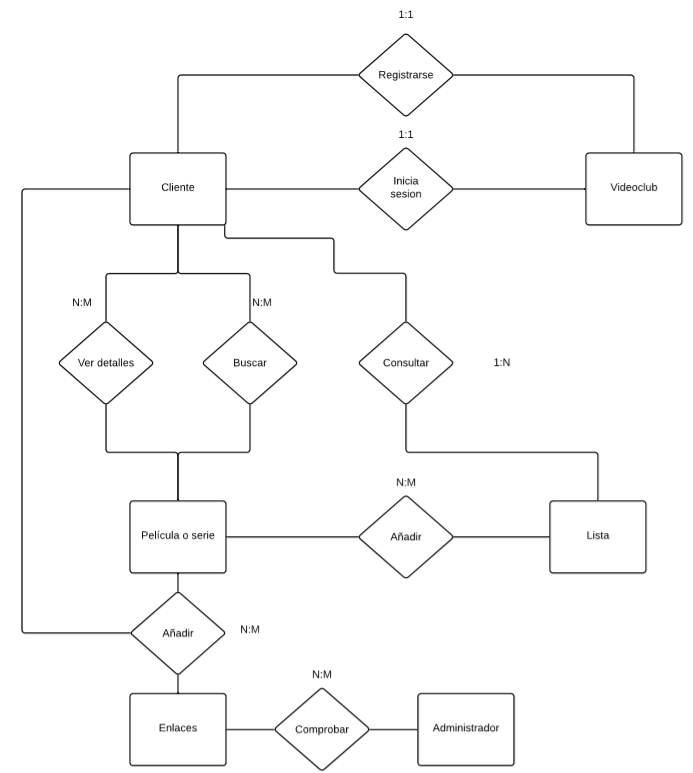 1:1
Registrarse
1:1
Inicia
sesion
Cliente
Videoclub
N:M
N:M
Ver detalles
Buscar
Consultar
1:N
N:M
Película o serie
Añadir
Lista
Añadir
N:M
N:M
Enlaces
Comprobar
Administrador